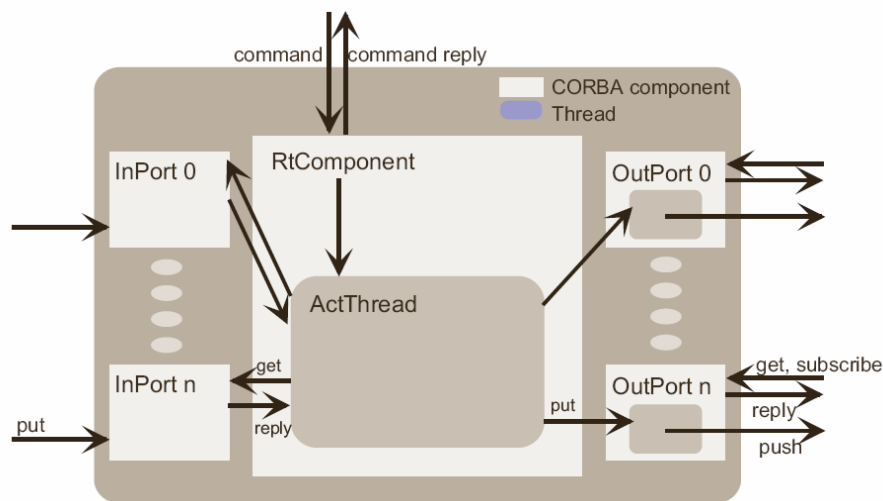 command
command reply
CORBA component
Thread
InPort 0
RtComponent
OutPort 0
ActThread
InPort n
get
reply
put
put
OutPort n
get, subscribe
reply
push